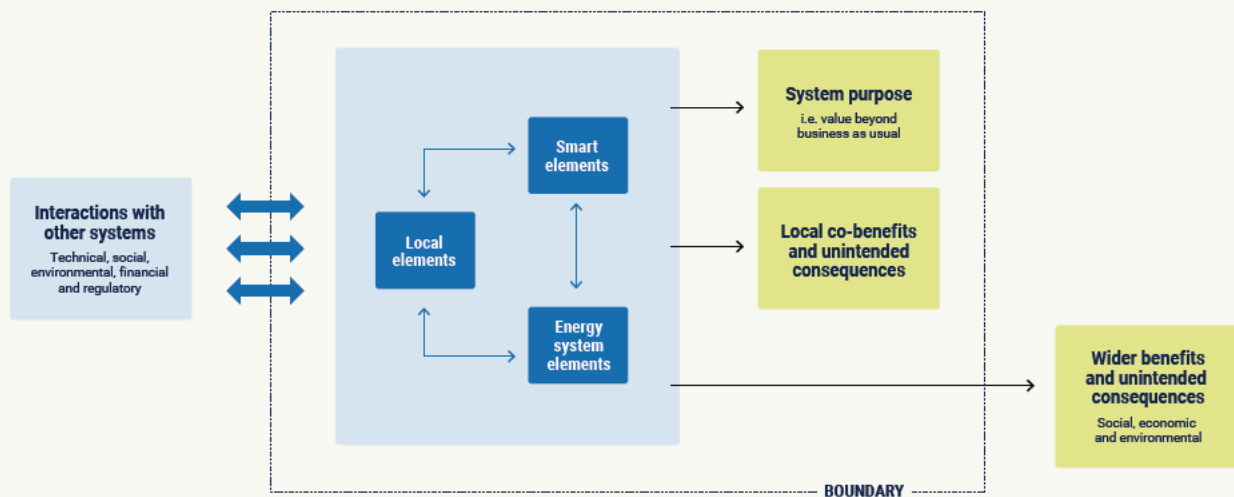 Interactions with
other systems
Technical, social,
environmental, financial
and regulatory
Local
elements
Smart
elements
Energy
system
elements
System purpose
i.e. value beyond
business as usual
Local co-benefits
and unintended
consequences
Wider benefits
and unintended
consequences
Social, economic
and environmental
BOUNDARY